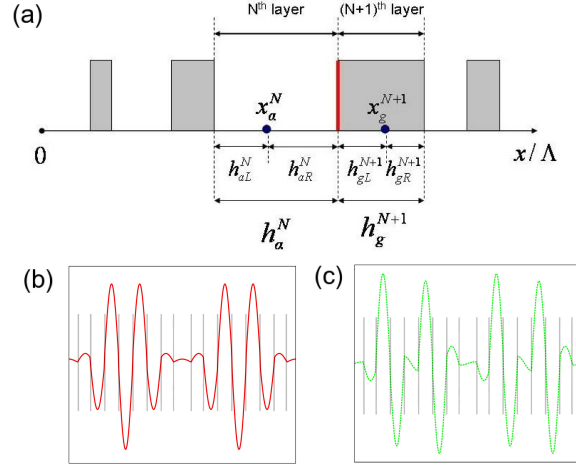 (a)
Nth layer (N+1)th layer
x_a^N x_g^{N+1}
0 h_{aL}^N h_{aR}^N h_{gL}^{N+1} h_{gR}^{N+1} x/Λ
h_a^N h_g^{N+1}
(b) (c)